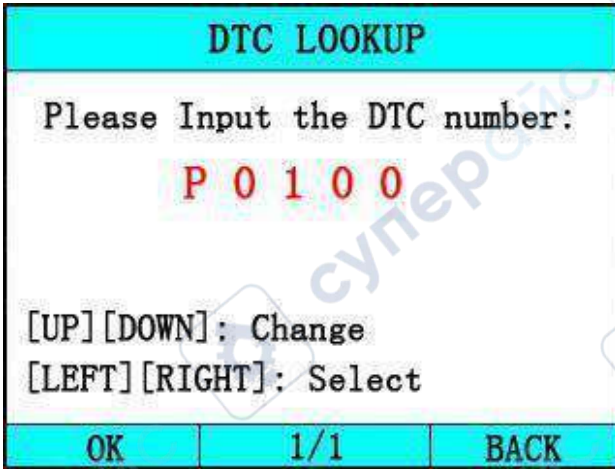 DTC LOOKUP
Please Input the DTC number:
P 0 1 0 0
[UP][DOWN]: Change
[LEFT][RIGHT]: Select
OK 1/1 BACK
суперайс